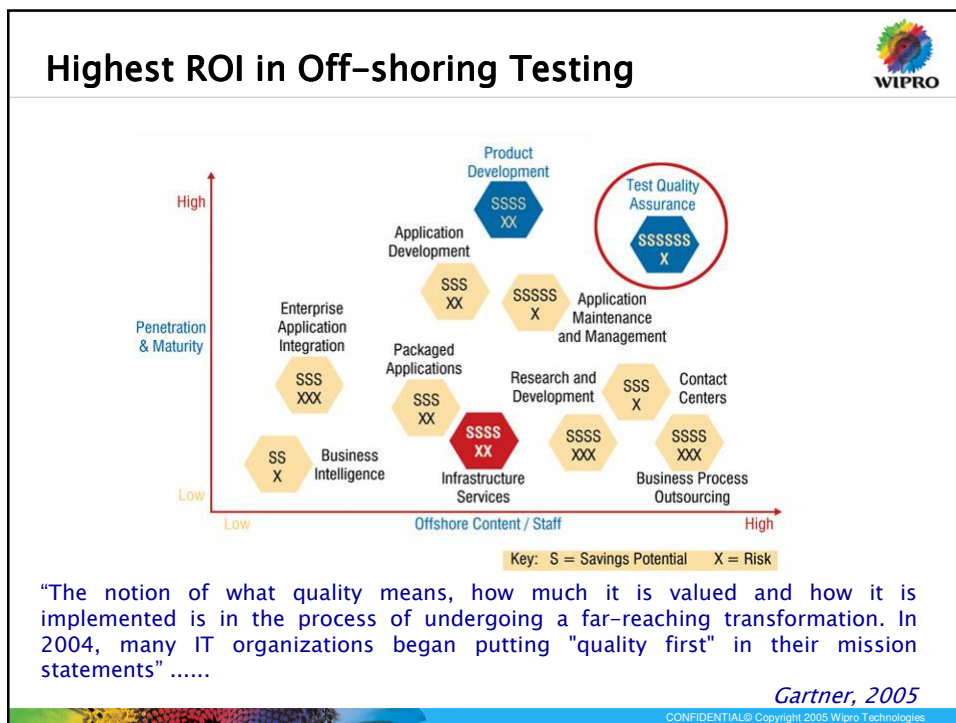 Highest ROI in Off-shoring Testing
WIPRO
Product
Development
SSSS
XX
Test Quality
Assurance
SSSSSS
X
High
Application
Development
SSS
XX
SSSSS
X
Application
Maintenance
and Management
Enterprise
Application
Integration
SSS
XXX
Penetration
& Maturity
Packaged
Applications
SSS
XX
Research and
Development
SSSS
XXX
SSS
X
Contact
Centers
SSSS
XX
Infrastructure
Services
SSSS
XXX
Business Process
Outsourcing
SS
X
Business
Intelligence
Low
Low
Offshore Content / Staff
High
Key: S = Savings Potential X = Risk
“The notion of what quality means, how much it is valued and how it is
implemented is in the process of undergoing a far-reaching transformation. In
2004, many IT organizations began putting "quality first" in their mission
statements” ......
Gartner, 2005
CONFIDENTIAL© Copyright 2005 Wipro Technologies